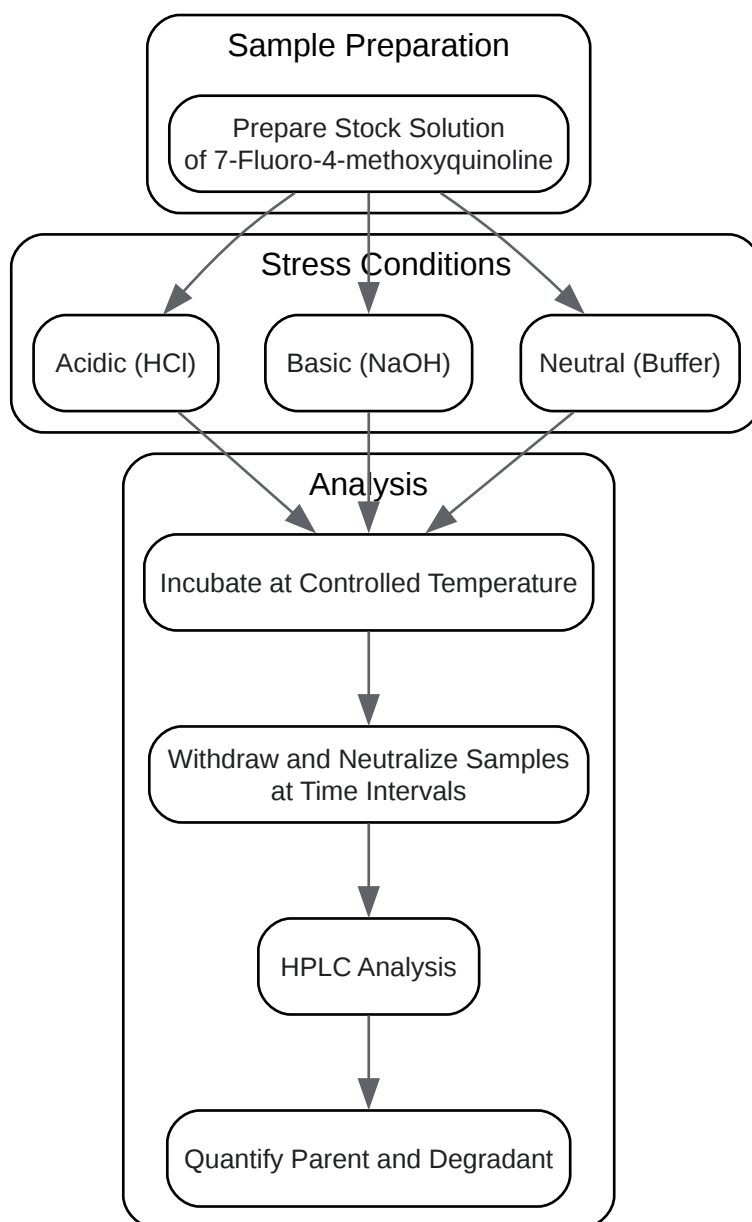 Sample Preparation
Prepare Stock Solution
of 7-Fluoro-4-methoxyquinoline
Stress Conditions
Acidic (HCl)
Basic (NaOH)
Neutral (Buffer)
Analysis
Incubate at Controlled Temperature
Withdraw and Neutralize Samples
at Time Intervals
HPLC Analysis
Quantify Parent and Degradant